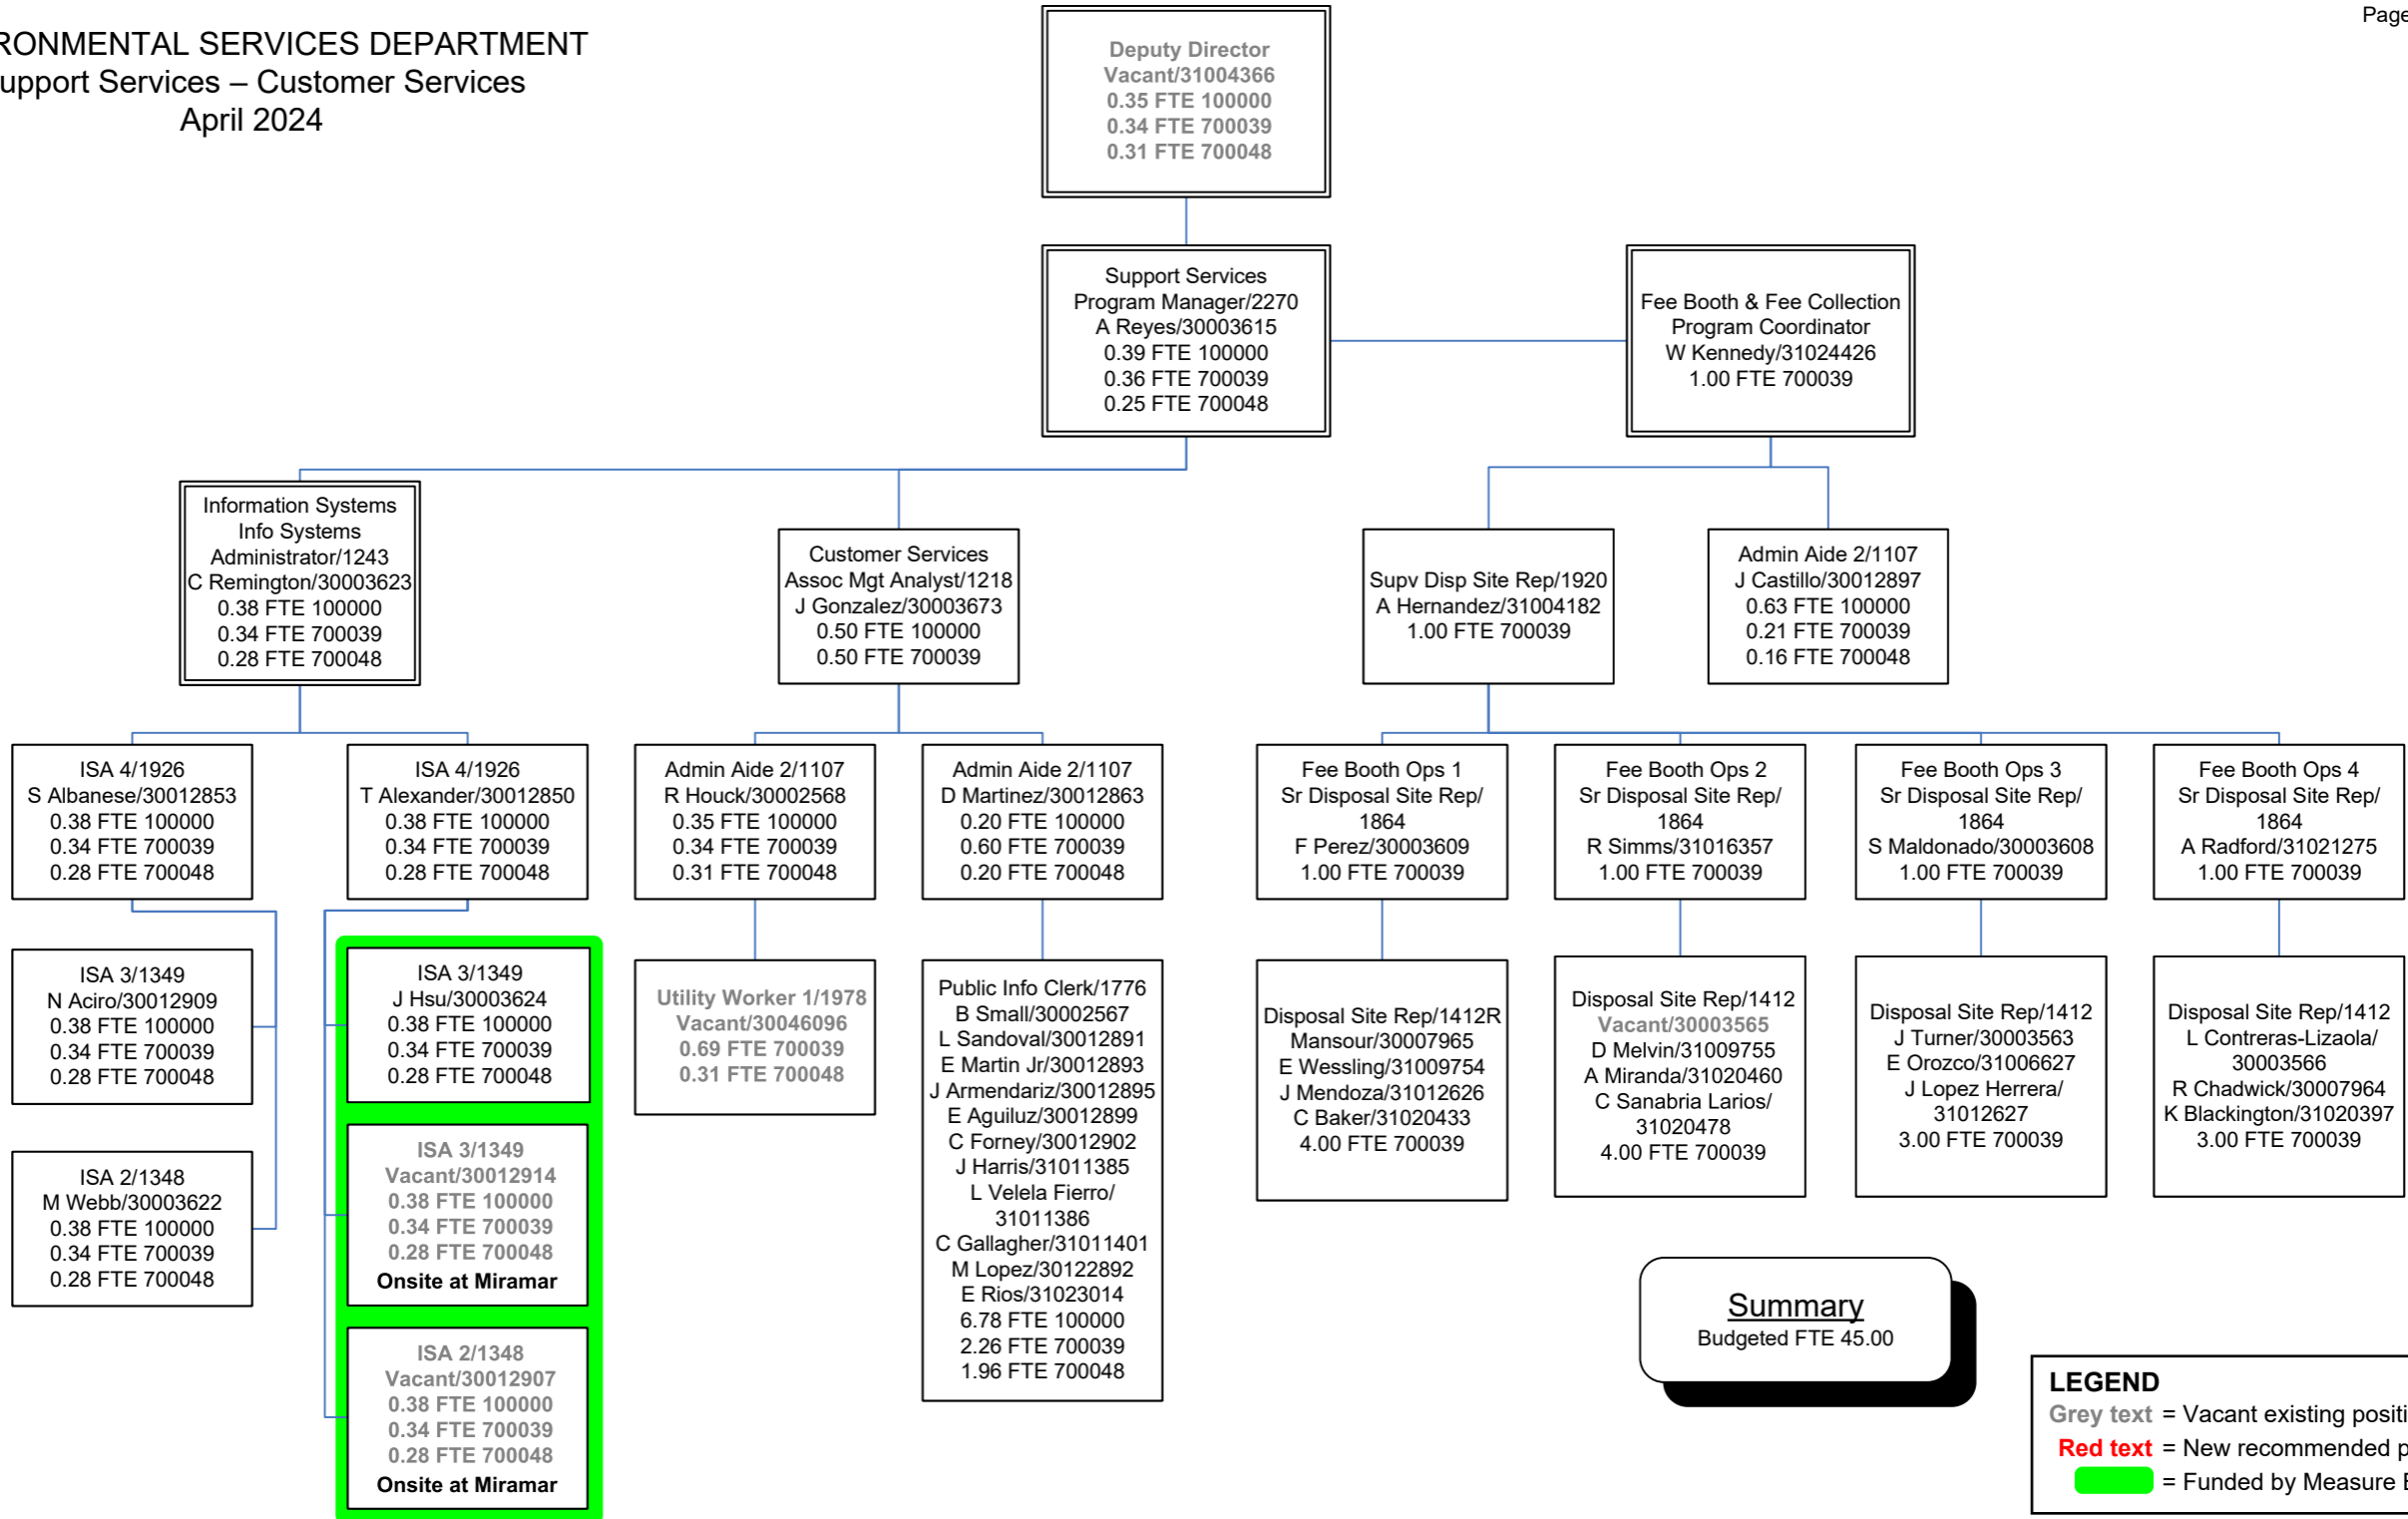 Page
RONMENTAL SERVICES DEPARTMENT
upport Services – Customer Services
April 2024
Deputy Director
Vacant/31004366
0.35 FTE 100000
0.34 FTE 700039
0.31 FTE 700048
Support Services
Program Manager/2270
A Reyes/30003615
0.39 FTE 100000
0.36 FTE 700039
0.25 FTE 700048
Fee Booth & Fee Collection
Program Coordinator
W Kennedy/31024426
1.00 FTE 700039
Information Systems
Info Systems
Administrator/1243
C Remington/30003623
0.38 FTE 100000
0.34 FTE 700039
0.28 FTE 700048
Customer Services
Assoc Mgt Analyst/1218
J Gonzalez/30003673
0.50 FTE 100000
0.50 FTE 700039
Supv Disp Site Rep/1920
A Hernandez/31004182
1.00 FTE 700039
Admin Aide 2/1107
J Castillo/30012897
0.63 FTE 100000
0.21 FTE 700039
0.16 FTE 700048
ISA 4/1926
S Albanese/30012853
0.38 FTE 100000
0.34 FTE 700039
0.28 FTE 700048
ISA 4/1926
T Alexander/30012850
0.38 FTE 100000
0.34 FTE 700039
0.28 FTE 700048
Admin Aide 2/1107
R Houck/30002568
0.35 FTE 100000
0.34 FTE 700039
0.31 FTE 700048
Admin Aide 2/1107
D Martinez/30012863
0.20 FTE 100000
0.60 FTE 700039
0.20 FTE 700048
Fee Booth Ops 1
Sr Disposal Site Rep/
1864
F Perez/30003609
1.00 FTE 700039
Fee Booth Ops 2
Sr Disposal Site Rep/
1864
R Simms/31016357
1.00 FTE 700039
Fee Booth Ops 3
Sr Disposal Site Rep/
1864
S Maldonado/30003608
1.00 FTE 700039
Fee Booth Ops 4
Sr Disposal Site Rep/
1864
A Radford/31021275
1.00 FTE 700039
ISA 3/1349
N Aciro/30012909
0.38 FTE 100000
0.34 FTE 700039
0.28 FTE 700048
ISA 3/1349
J Hsu/30003624
0.38 FTE 100000
0.34 FTE 700039
0.28 FTE 700048
Utility Worker 1/1978
Vacant/30046096
0.69 FTE 700039
0.31 FTE 700048
Public Info Clerk/1776
B Small/30002567
L Sandoval/30012891
E Martin Jr/30012893
J Armendariz/30012895
E Aguiluz/30012899
C Forney/30012902
J Harris/31011385
L Velela Fierro/
31011386
C Gallagher/31011401
M Lopez/30122892
E Rios/31023014
6.78 FTE 100000
2.26 FTE 700039
1.96 FTE 700048
Disposal Site Rep/1412R
Mansour/30007965
E Wessling/31009754
J Mendoza/31012626
C Baker/31020433
4.00 FTE 700039
Disposal Site Rep/1412
Vacant/30003565
D Melvin/31009755
A Miranda/31020460
C Sanabria Larios/
31020478
4.00 FTE 700039
Disposal Site Rep/1412
J Turner/30003563
E Orozco/31006627
J Lopez Herrera/
31012627
3.00 FTE 700039
Disposal Site Rep/1412
L Contreras-Lizaola/
30003566
R Chadwick/30007964
K Blackington/31020397
3.00 FTE 700039
ISA 2/1348
M Webb/30003622
0.38 FTE 100000
0.34 FTE 700039
0.28 FTE 700048
ISA 3/1349
Vacant/30012914
0.38 FTE 100000
0.34 FTE 700039
0.28 FTE 700048
Onsite at Miramar
ISA 2/1348
Vacant/30012907
0.38 FTE 100000
0.34 FTE 700039
0.28 FTE 700048
Onsite at Miramar
Summary
Budgeted FTE 45.00
LEGEND
Grey text = Vacant existing positi
Red text = New recommended p
= Funded by Measure